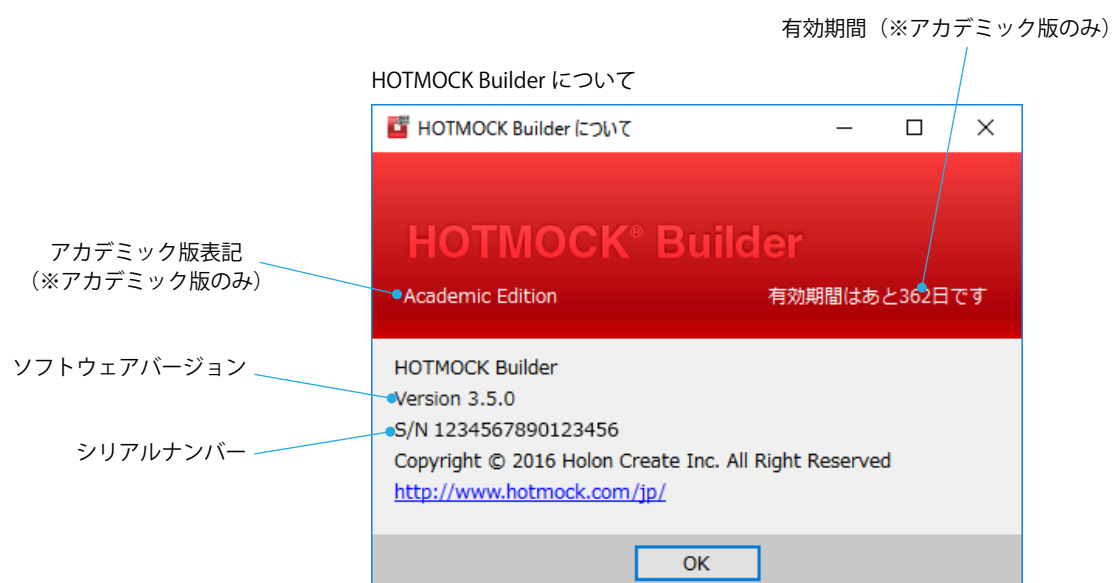 有効期間（※アカデミック版のみ）
HOTMOCK Builder について
HOTMOCK Builder について
HOTMOCK® Builder
アカデミック版表記
（※アカデミック版のみ）
Academic Edition
有効期間はあと362日です
ソフトウェアバージョン
HOTMOCK Builder
Version 3.5.0
シリアルナンバー
S/N 1234567890123456
Copyright © 2016 Holon Create Inc. All Right Reserved
http://www.hotmock.com/jp/
OK